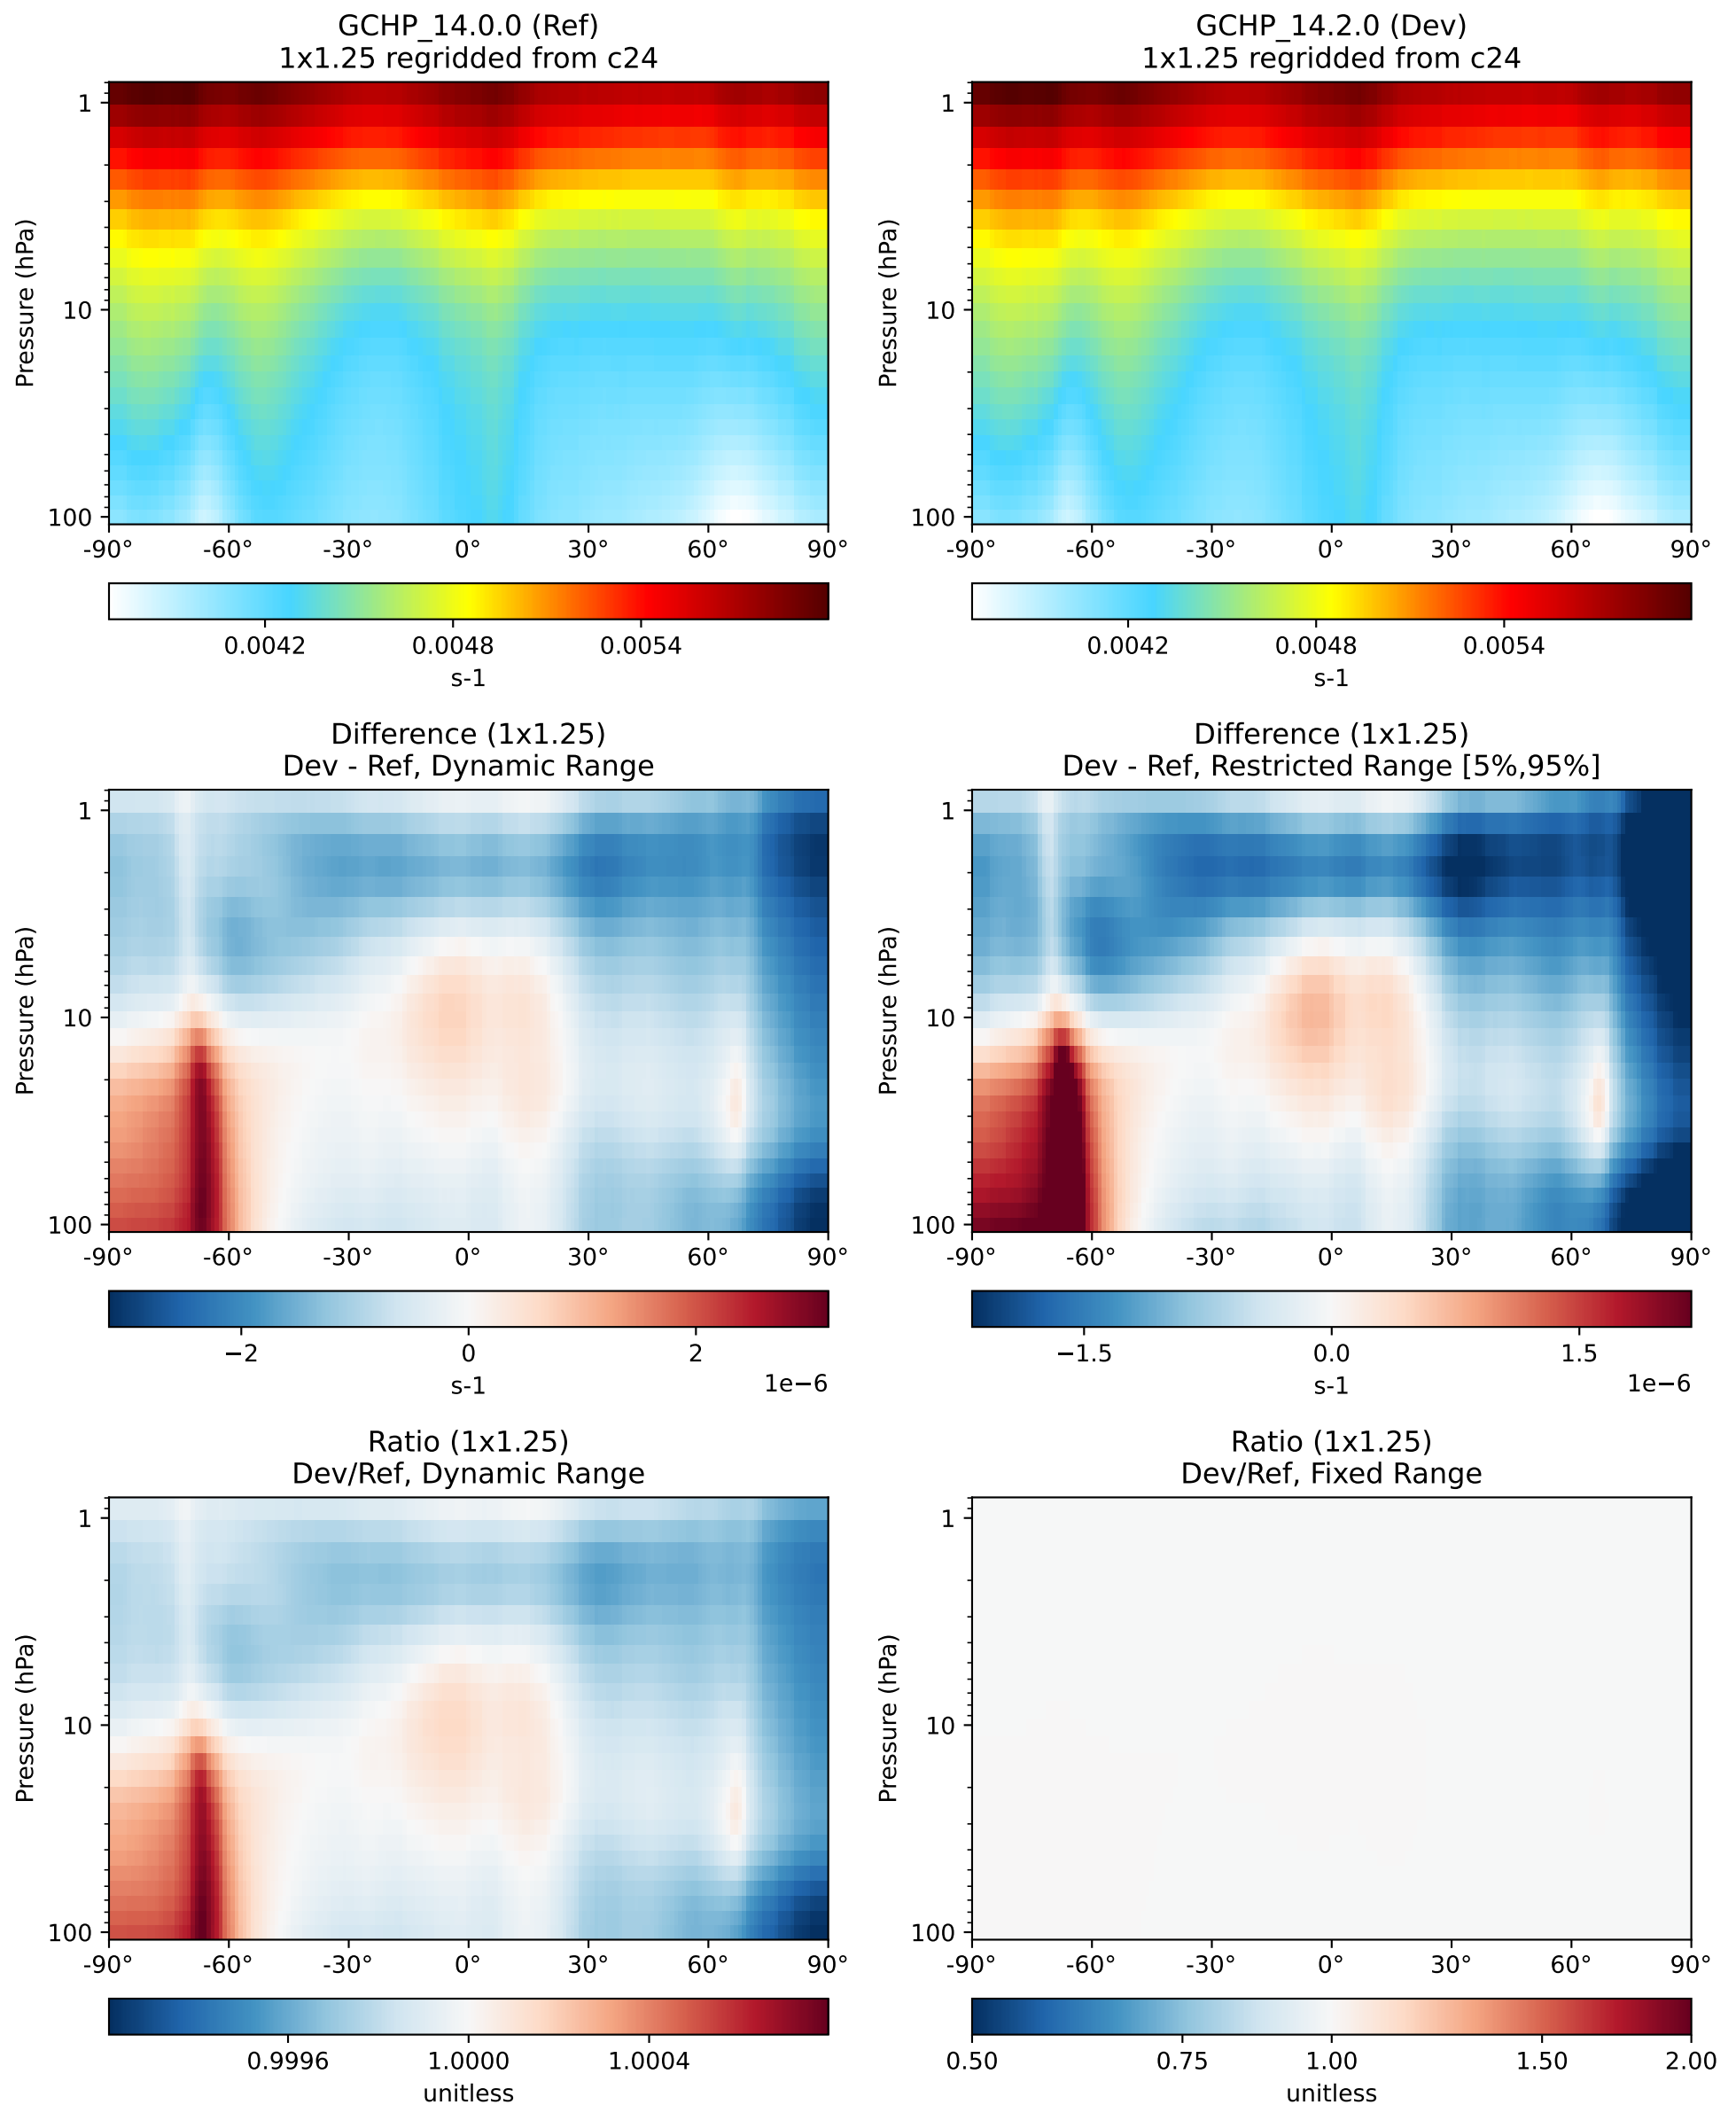 GCHP_14.0.0 (Ref)
1x1.25 regridded from c24
GCHP_14.2.0 (Dev)
1x1.25 regridded from c24
Pressure (hPa)
1
10
100
-90° -60° -30° 0° 30° 60° 90°
0.0042 0.0048 0.0054
s-1
Pressure (hPa)
1
10
100
-90° -60° -30° 0° 30° 60° 90°
0.0042 0.0048 0.0054
s-1
Difference (1x1.25)
Dev - Ref, Dynamic Range
Difference (1x1.25)
Dev - Ref, Restricted Range [5%,95%]
Pressure (hPa)
1
10
100
-90° -60° -30° 0° 30° 60° 90°
−2 0 2
1e−6
s-1
Pressure (hPa)
1
10
100
-90° -60° -30° 0° 30° 60° 90°
−1.5 0.0 1.5
1e−6
s-1
Ratio (1x1.25)
Dev/Ref, Dynamic Range
Ratio (1x1.25)
Dev/Ref, Fixed Range
Pressure (hPa)
1
10
100
-90° -60° -30° 0° 30° 60° 90°
0.9996 1.0000 1.0004
unitless
Pressure (hPa)
1
10
100
-90° -60° -30° 0° 30° 60° 90°
0.50 0.75 1.00 1.50 2.00
unitless